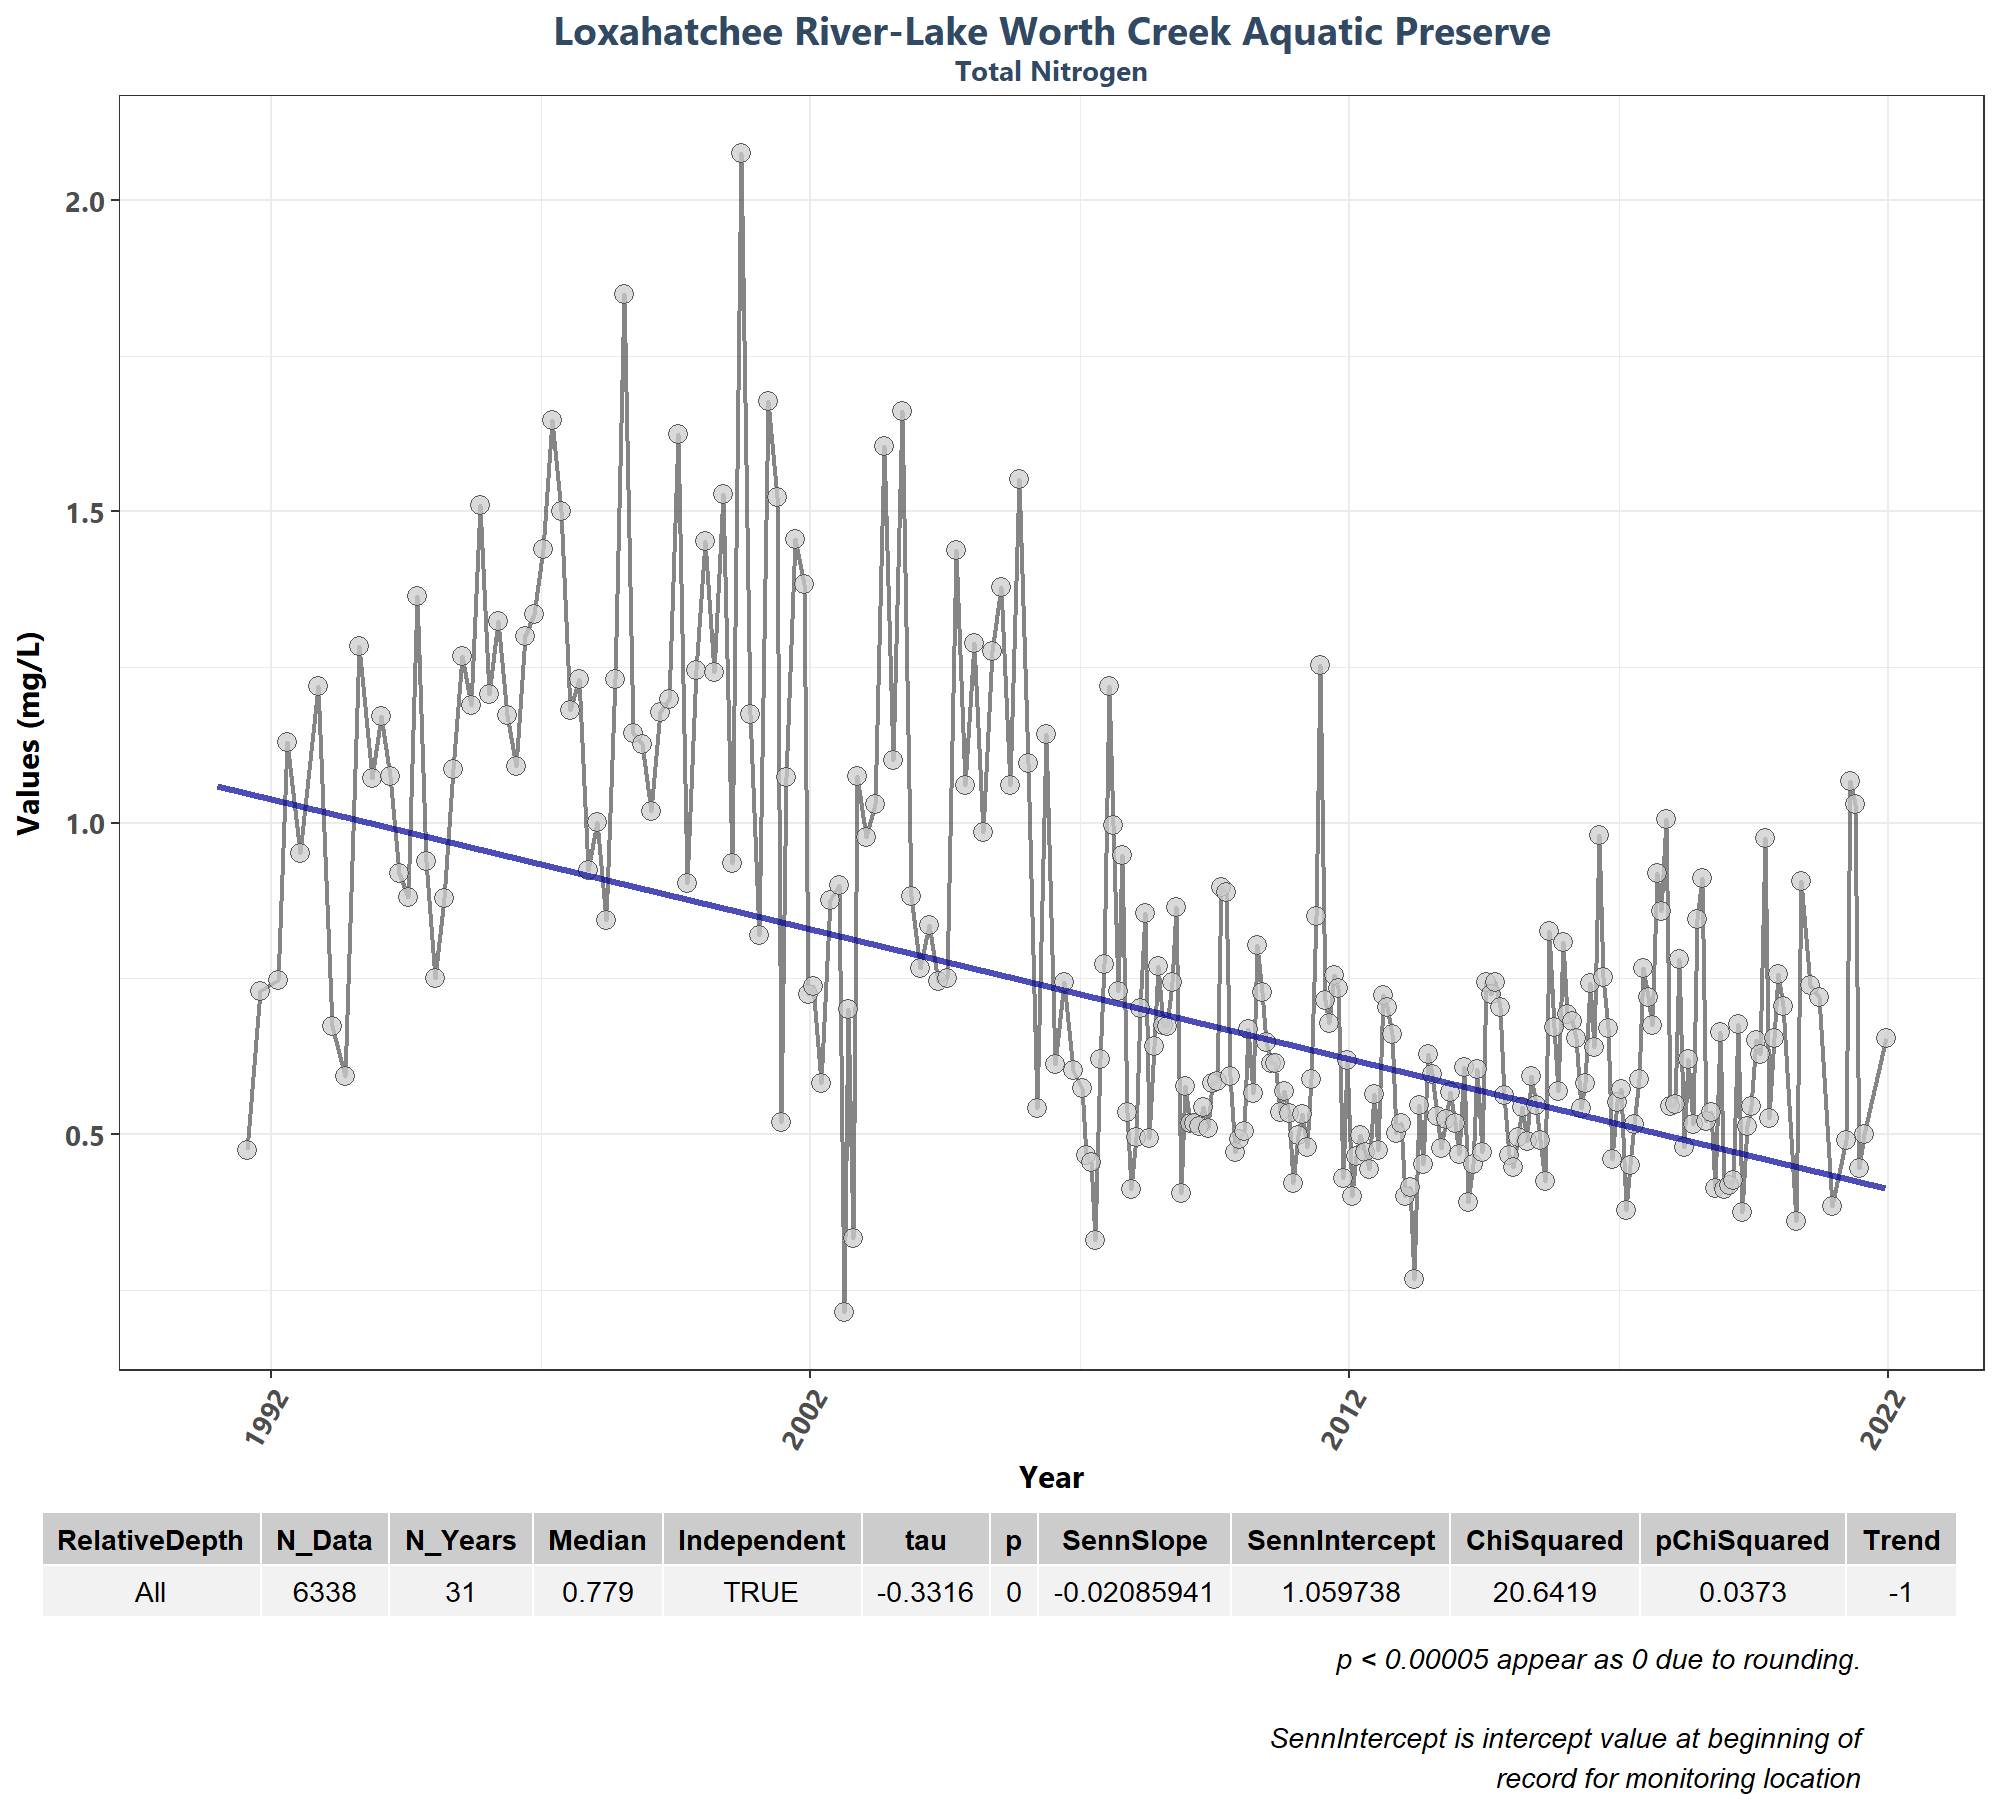 Loxahatchee River-Lake Worth Creek Aquatic Preserve
Total Nitrogen
Values (mg/L)
2.0
1.5
1.0
0.5
1992
2002
2012
2022
Year
RelativeDepth N_Data N_Years Median Independent tau p SennSlope SennIntercept ChiSquared pChiSquared Trend
All 6338 31 0.779 TRUE -0.3316 0 -0.02085941 1.059738 20.6419 0.0373 -1
p < 0.00005 appear as 0 due to rounding.
SennIntercept is intercept value at beginning of
record for monitoring location